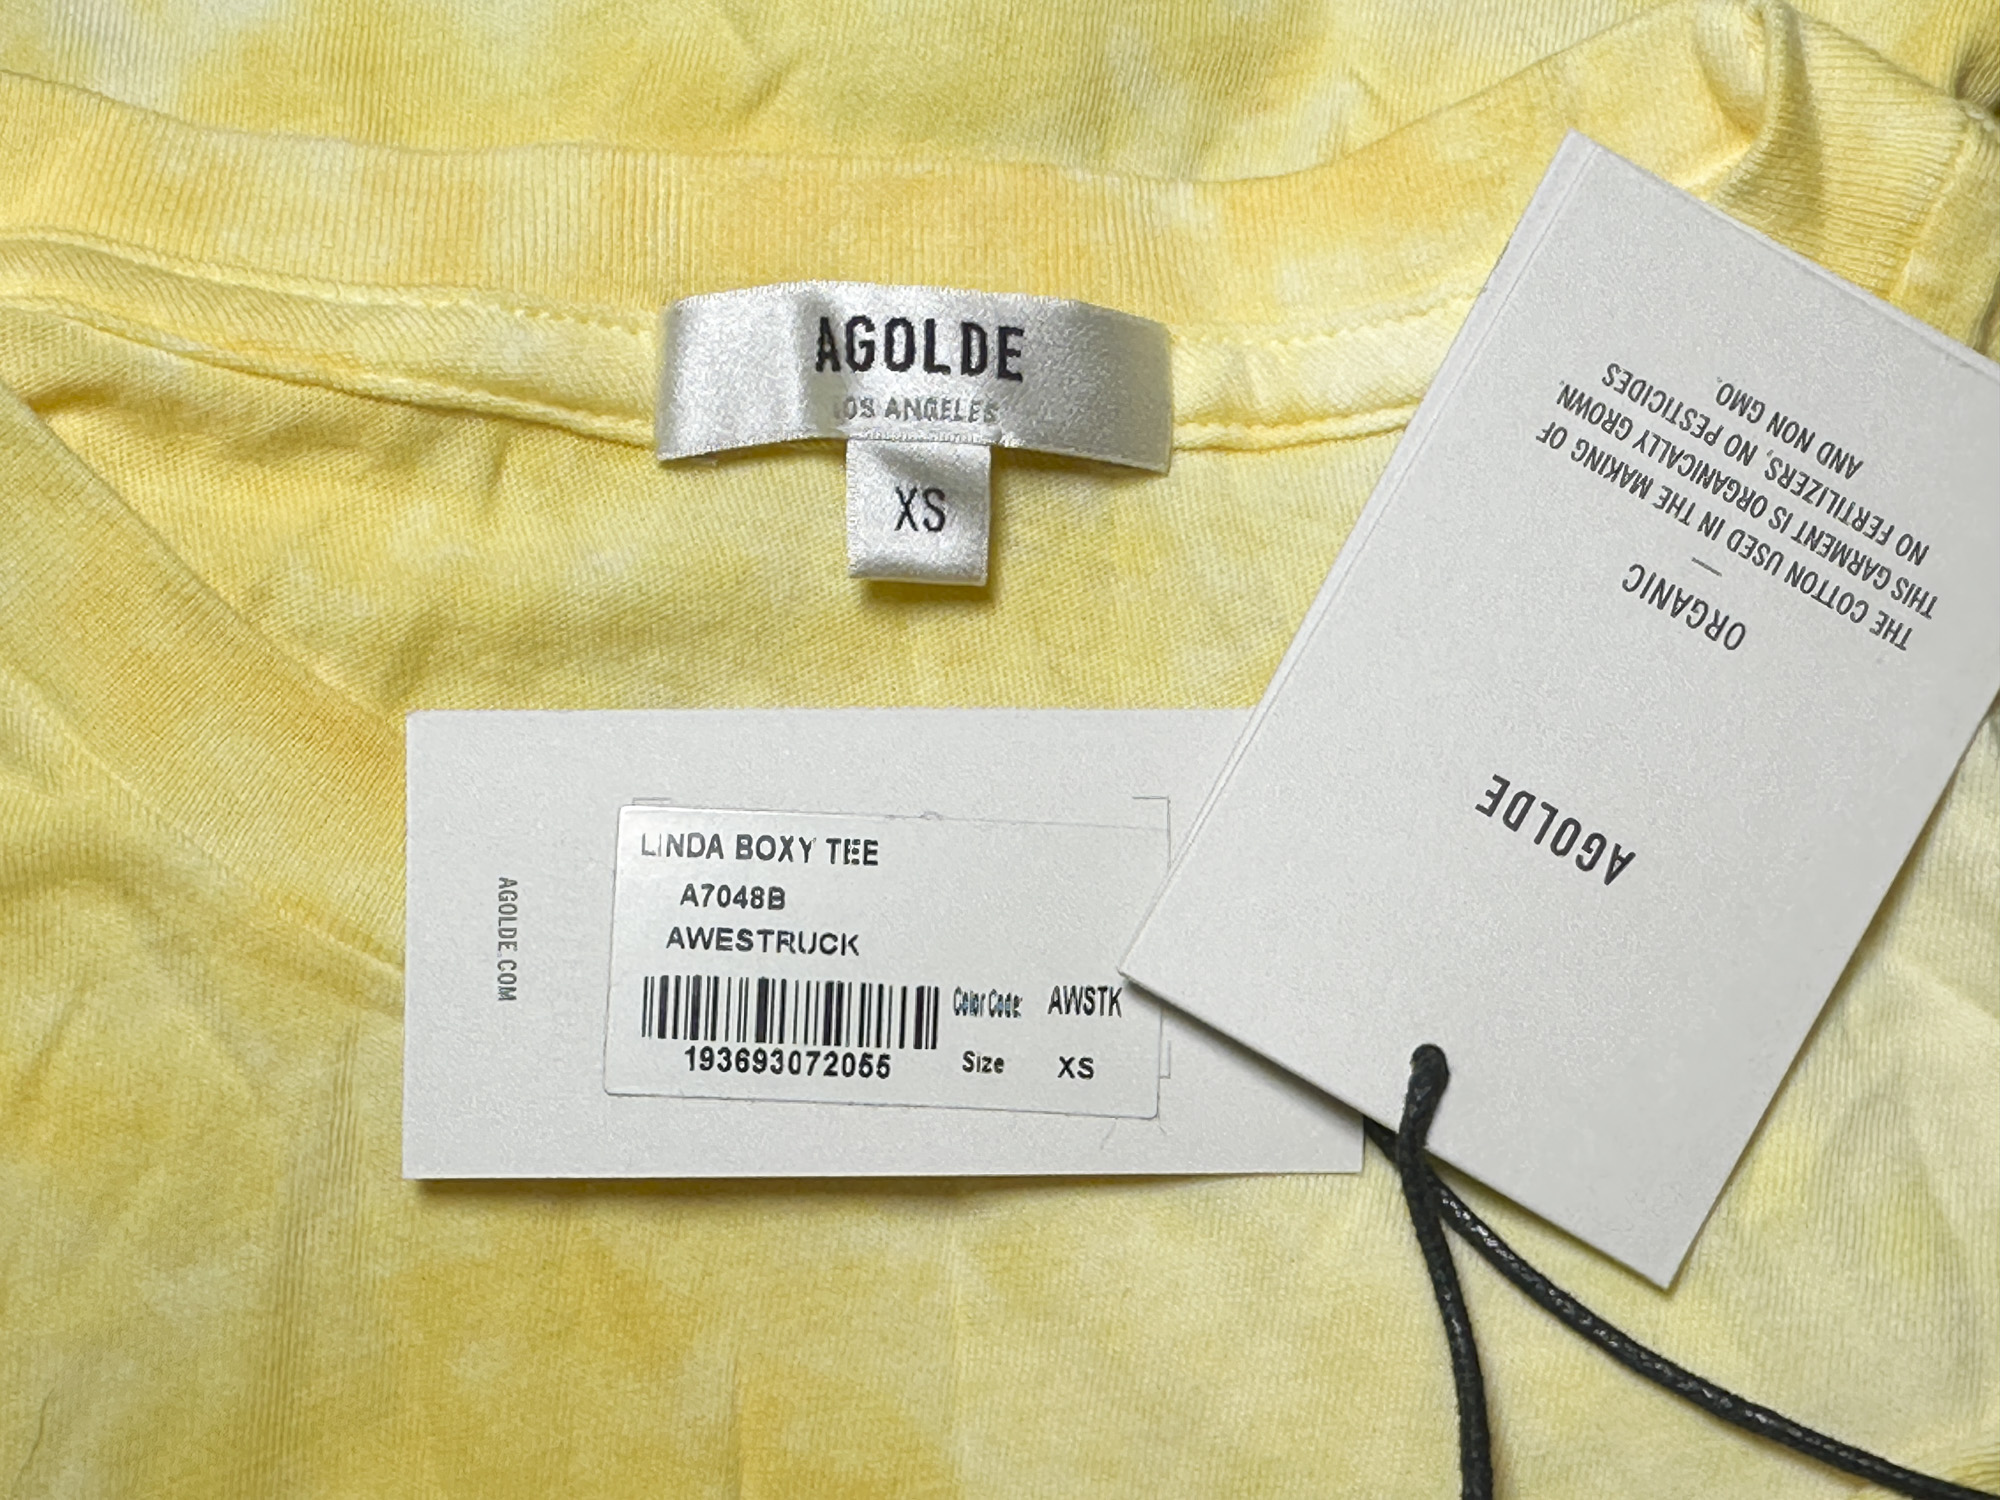 AGOLDE
LOS ANGELES
XS
AGOLDE
ORGANIC
—
THE COTTON USED IN THE MAKING OF
THIS GARMENT IS ORGANICALLY GROWN.
NO FERTILIZERS, NO PESTICIDES
AND NON GMO.
AGOLDE.COM
LINDA BOXY TEE
A7048B
AWESTRUCK
193693072055
Color Code: AWSTK
Size XS